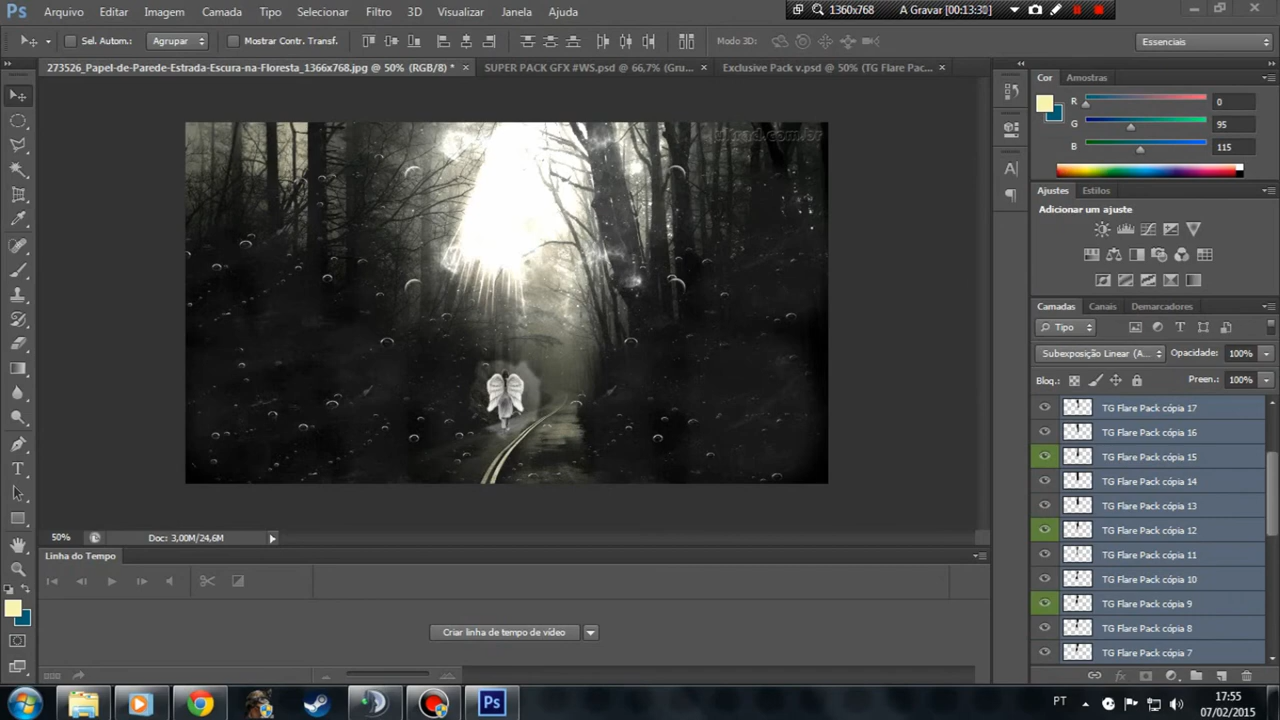 Ps Arquivo Editar Imagem Camada Tipo Selecionar Filtro 3D Visualizar Janela Ajuda
1360x768 A Gravar [00:13:30]
Sel. Autom.: Agrupar Mostrar Contr. Transf. Modo 3D: Essenciais
273526_Papel-de-Parede-Estrada-Escura-na-Floresta_1366x768.jpg @ 50% (RGB/8) * × SUPER PACK GFX #WS.psd @ 66,7% (Gru... × Exclusive Pack v.psd @ 50% (TG Flare Pac... ×
Cor Amostras
R 0
G 95
B 115
Ajustes Estilos
Adicionar um ajuste
Camadas Canais Demarcadores
Tipo
Subexposição Linear (A... Opacidade: 100%
Bloq.: Preen.: 100%
TG Flare Pack cópia 17
TG Flare Pack cópia 16
TG Flare Pack cópia 15
TG Flare Pack cópia 14
TG Flare Pack cópia 13
TG Flare Pack cópia 12
TG Flare Pack cópia 11
TG Flare Pack cópia 10
TG Flare Pack cópia 9
TG Flare Pack cópia 8
TG Flare Pack cópia 7
50% Doc: 3,00M/24,6M
Linha do Tempo
Criar linha de tempo de vídeo
Ps
PT
17:55
07/02/2015